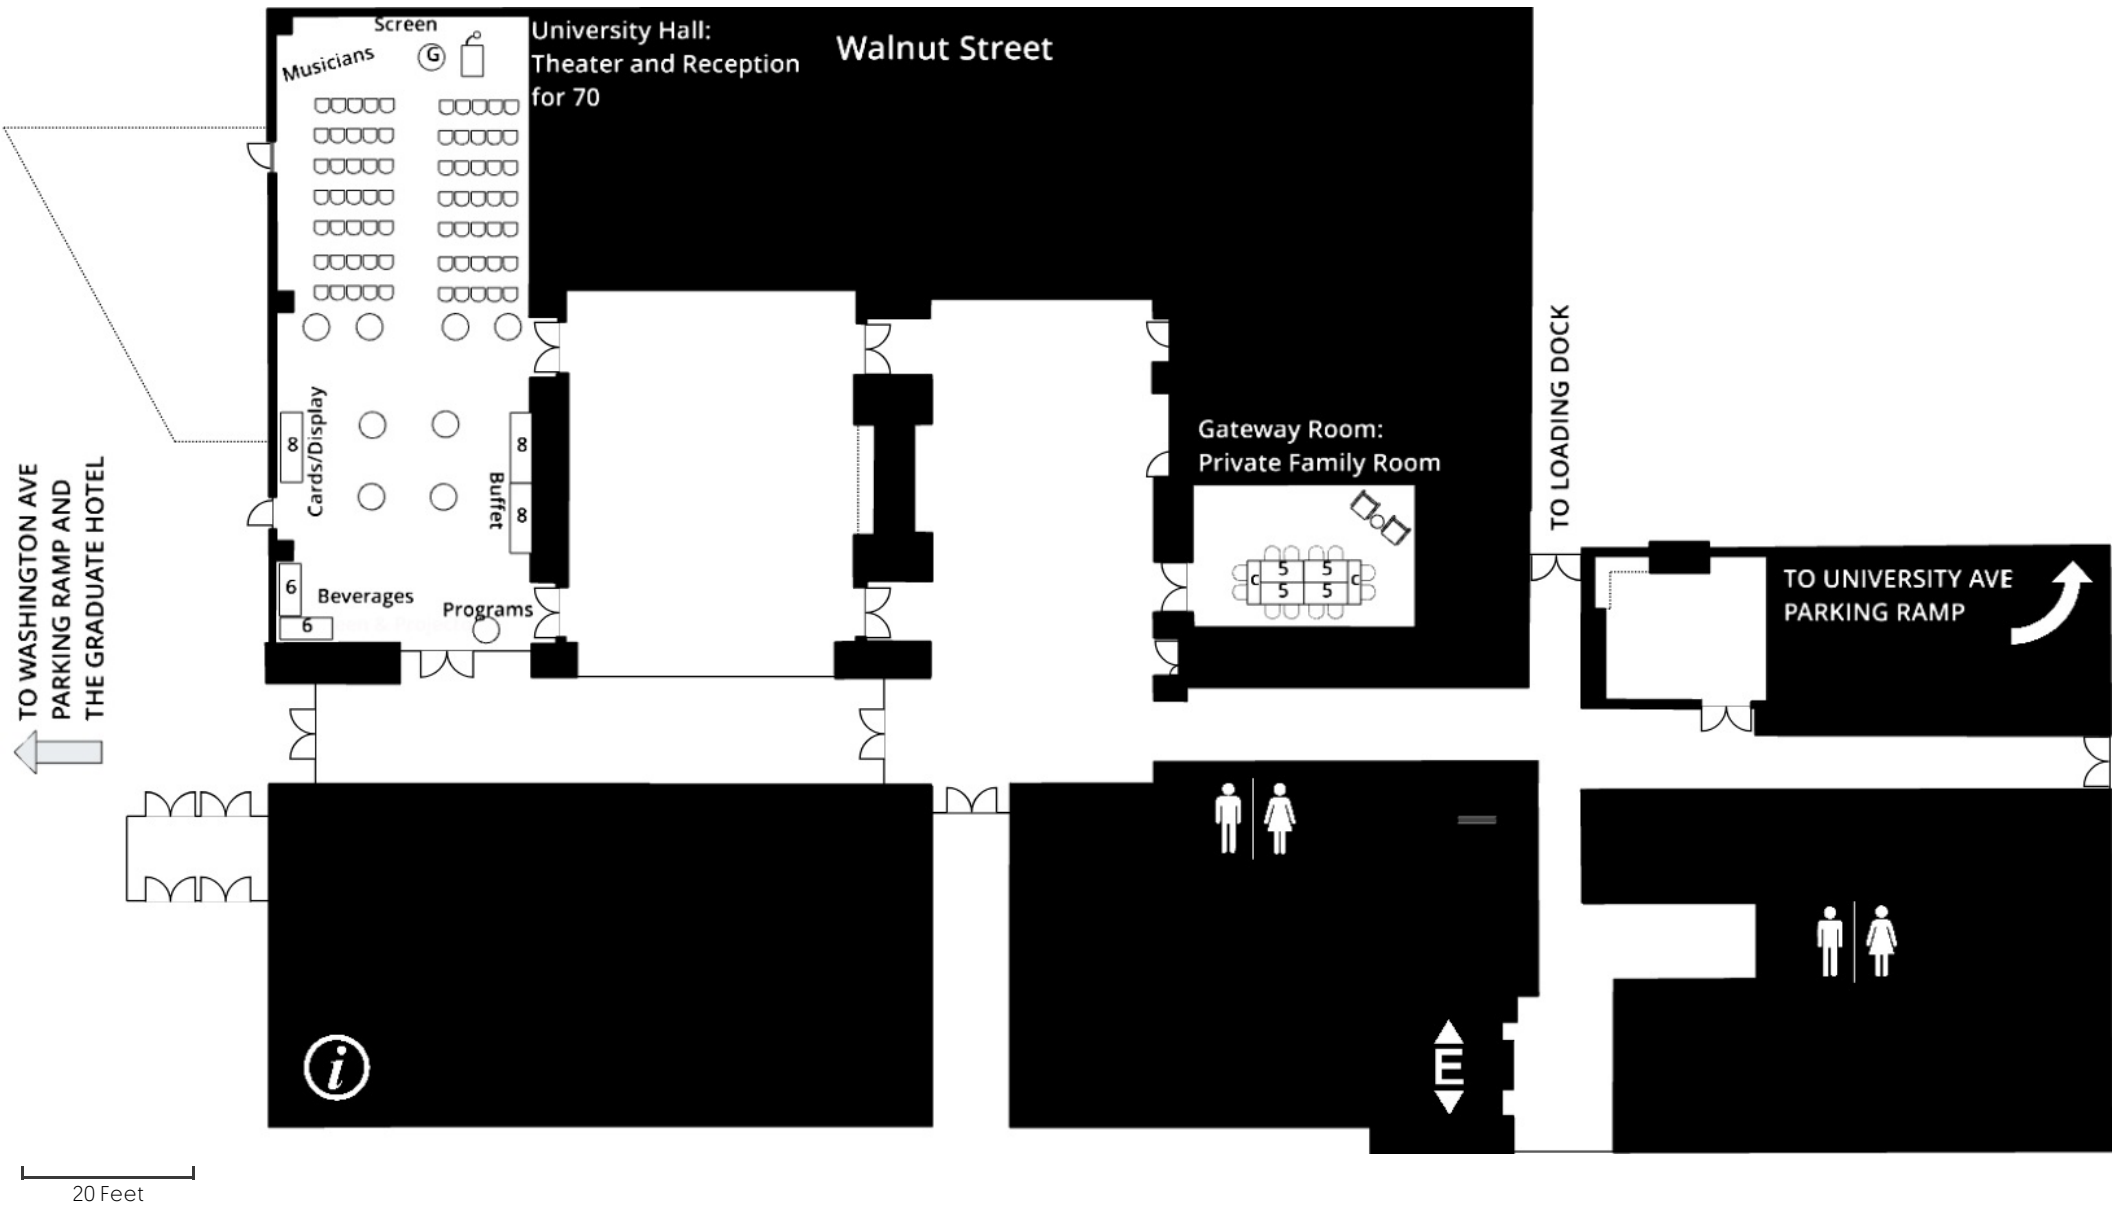 Screen
Musicians
G
University Hall:
Theater and Reception
for 70
Walnut Street
8
Cards/Display
8
8
Buffet
6
Beverages
6
Programs
Gateway Room:
Private Family Room
C
5
5
C
5
5
TO LOADING DOCK
TO UNIVERSITY AVE
PARKING RAMP
TO WASHINGTON AVE
PARKING RAMP AND
THE GRADUATE HOTEL
i
E
20 Feet